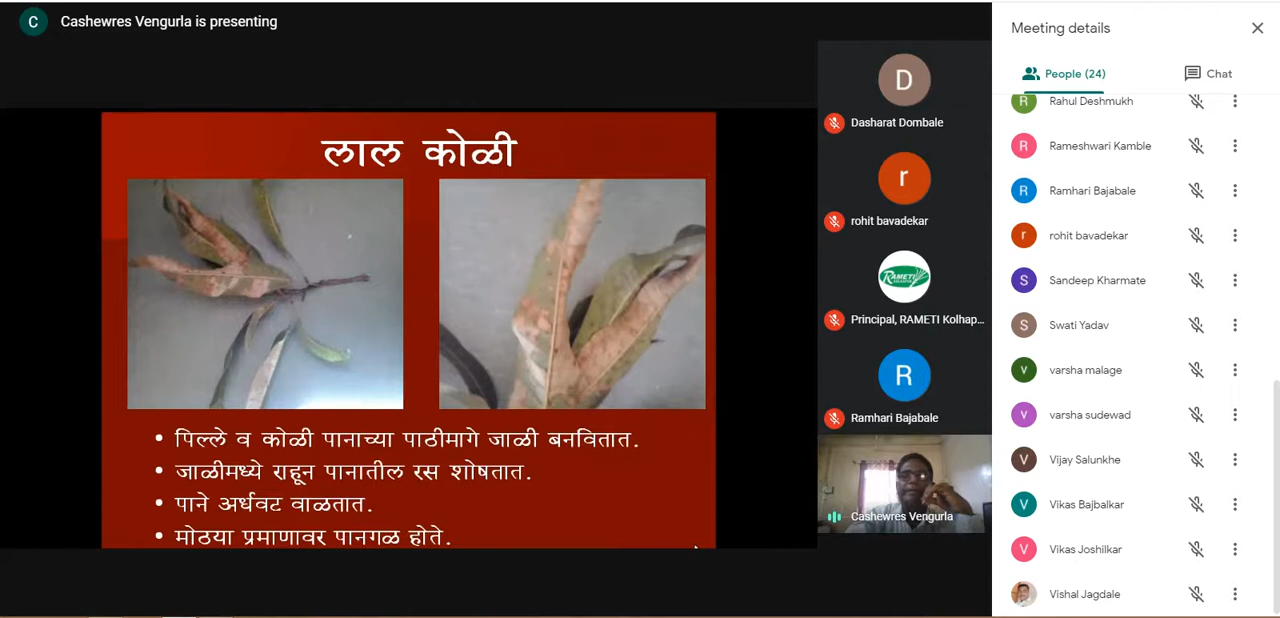 C Cashewres Vengurla is presenting
लाल कोळी
• पिल्ले व कोळी पानाच्या पाठीमागे जाळी बनवितात.
• जाळीमध्ये राहून पानातील रस शोषतात.
• पाने अर्धवट वाळतात.
• मोठया प्रमाणावर पानगळ होते.
D
Dasharat Dombale
r
rohit bavadekar
RAMETI
Principal, RAMETI Kolhap...
R
Ramhari Bajabale
Cashewres Vengurla
Meeting details
People (24) Chat
R Rahul Deshmukh
R Rameshwari Kamble
R Ramhari Bajabale
r rohit bavadekar
S Sandeep Kharmate
S Swati Yadav
v varsha malage
v varsha sudewad
V Vijay Salunkhe
V Vikas Bajbalkar
V Vikas Joshilkar
Vishal Jagdale